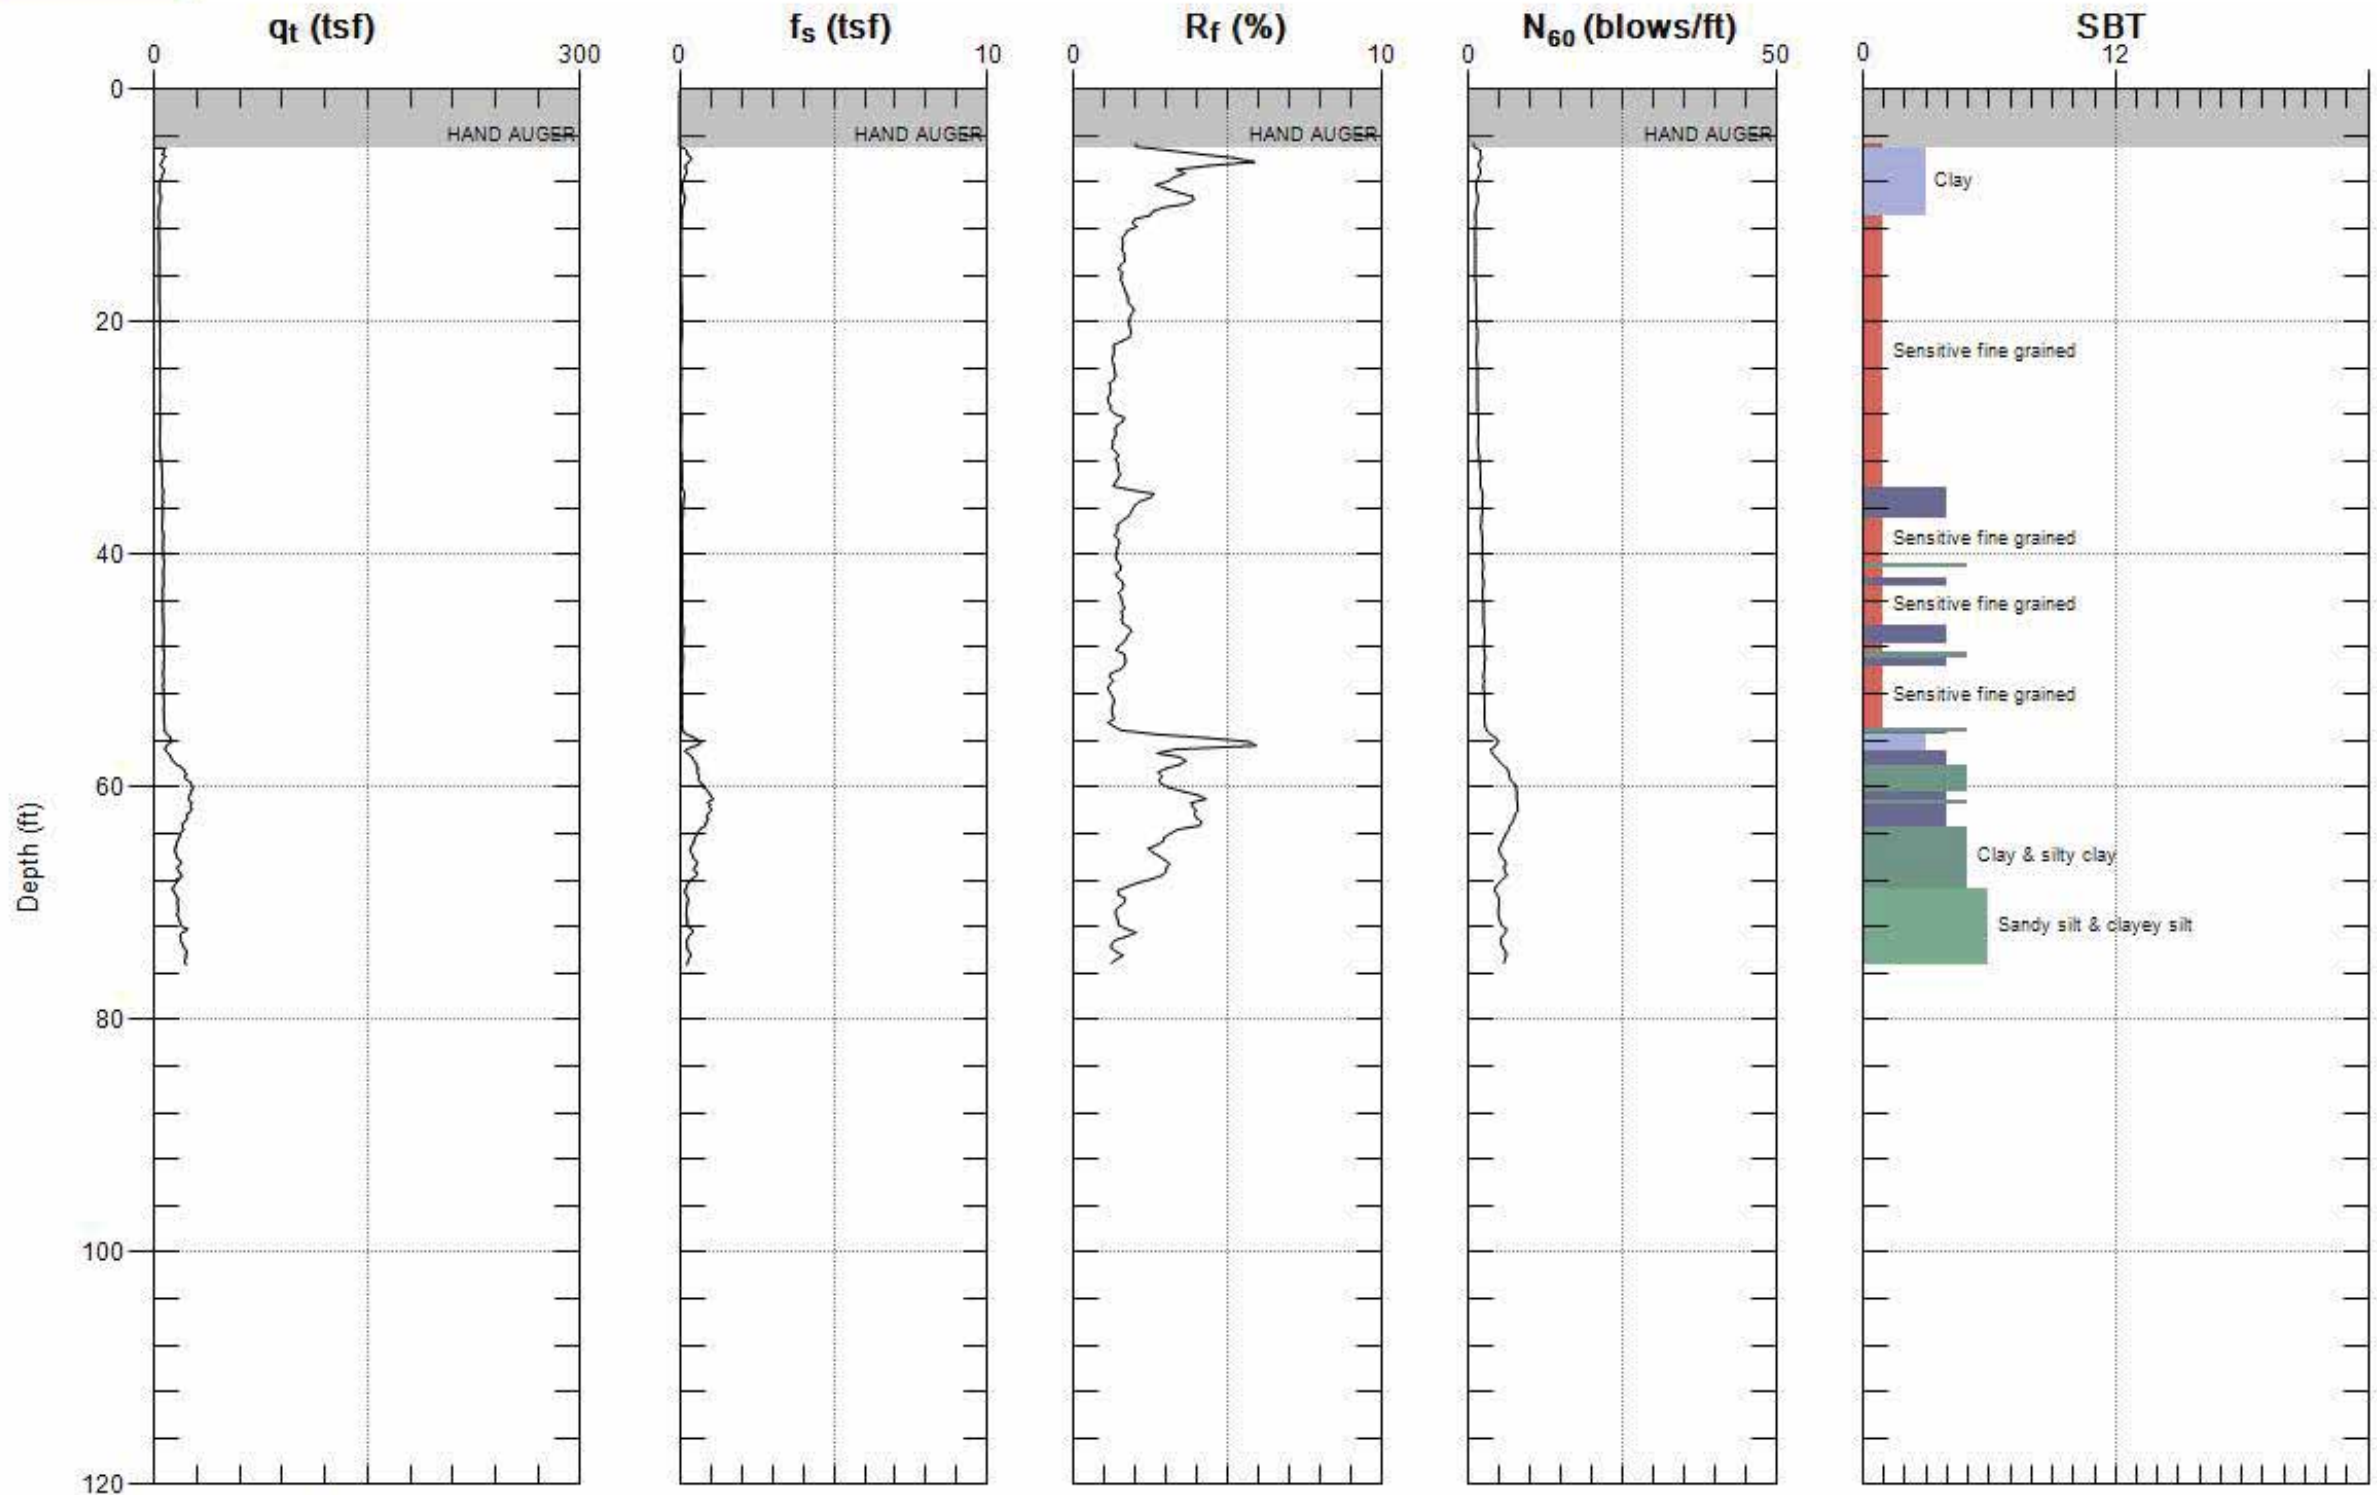 qt (tsf) fs (tsf) Rf (%) N60 (blows/ft) SBT
0 300 0 10 0 10 0 50 0 12
0
HAND AUGER HAND AUGER HAND AUGER HAND AUGER
Clay
20
Sensitive fine grained
Sensitive fine grained
40
Sensitive fine grained
Sensitive fine grained
60
Depth (ft)
Clay & silty clay
Sandy silt & clayey silt
80
100
120